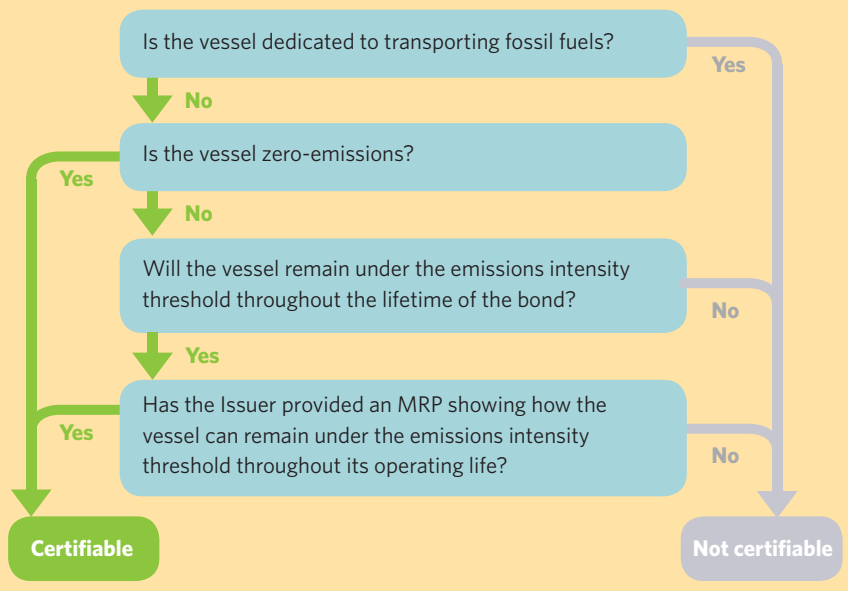 Is the vessel dedicated to transporting fossil fuels?
Yes
No
Is the vessel zero-emissions?
Yes
No
Will the vessel remain under the emissions intensity
threshold throughout the lifetime of the bond?
No
Yes
Has the Issuer provided an MRP showing how the
vessel can remain under the emissions intensity
threshold throughout its operating life?
Yes
No
Certifiable
Not certifiable